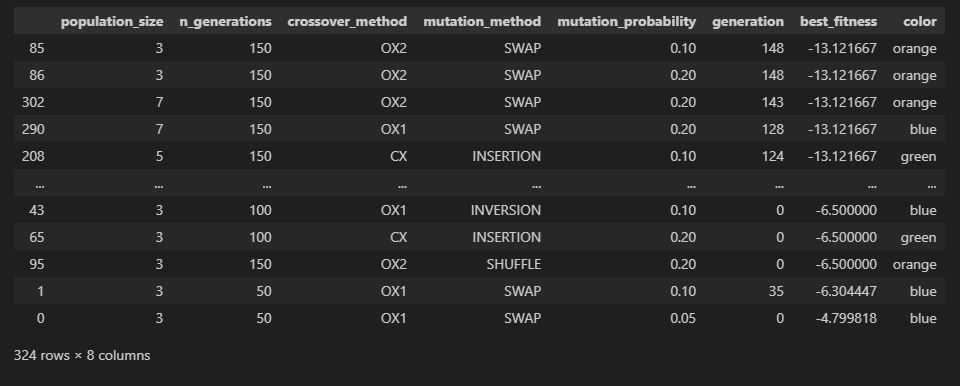 population_size n_generations crossover_method mutation_method mutation_probability generation best_fitness color
85 3 150 OX2 SWAP 0.10 148 -13.121667 orange
86 3 150 OX2 SWAP 0.20 148 -13.121667 orange
302 7 150 OX2 SWAP 0.20 143 -13.121667 orange
290 7 150 OX1 SWAP 0.20 128 -13.121667 blue
208 5 150 CX INSERTION 0.10 124 -13.121667 green
... ... ... ... ... ... ... ... ...
43 3 100 OX1 INVERSION 0.10 0 -6.500000 blue
65 3 100 CX INSERTION 0.20 0 -6.500000 green
95 3 150 OX2 SHUFFLE 0.20 0 -6.500000 orange
1 3 50 OX1 SWAP 0.10 35 -6.304447 blue
0 3 50 OX1 SWAP 0.05 0 -4.799818 blue
324 rows × 8 columns